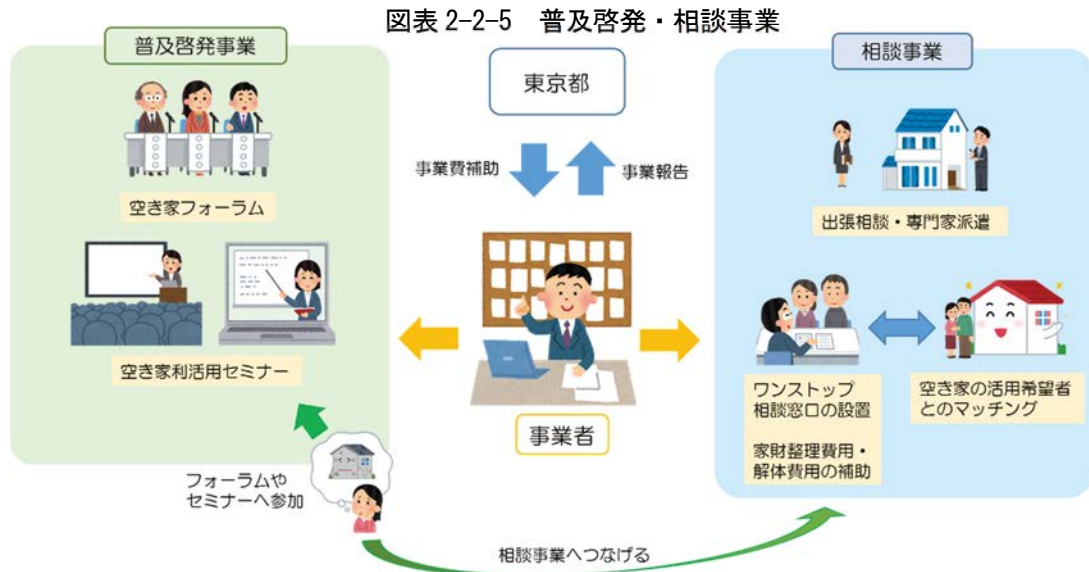 図表 2-2-5 普及啓発・相談事業
普及啓発事業
空き家フォーラム
空き家利活用セミナー
フォーラムや
セミナーへ参加
東京都
事業費補助
事業報告
事業者
相談事業
出張相談・専門家派遣
ワンストップ
相談窓口の設置
家財整理費用・
解体費用の補助
空き家の活用希望者
とのマッチング
相談事業へつなげる